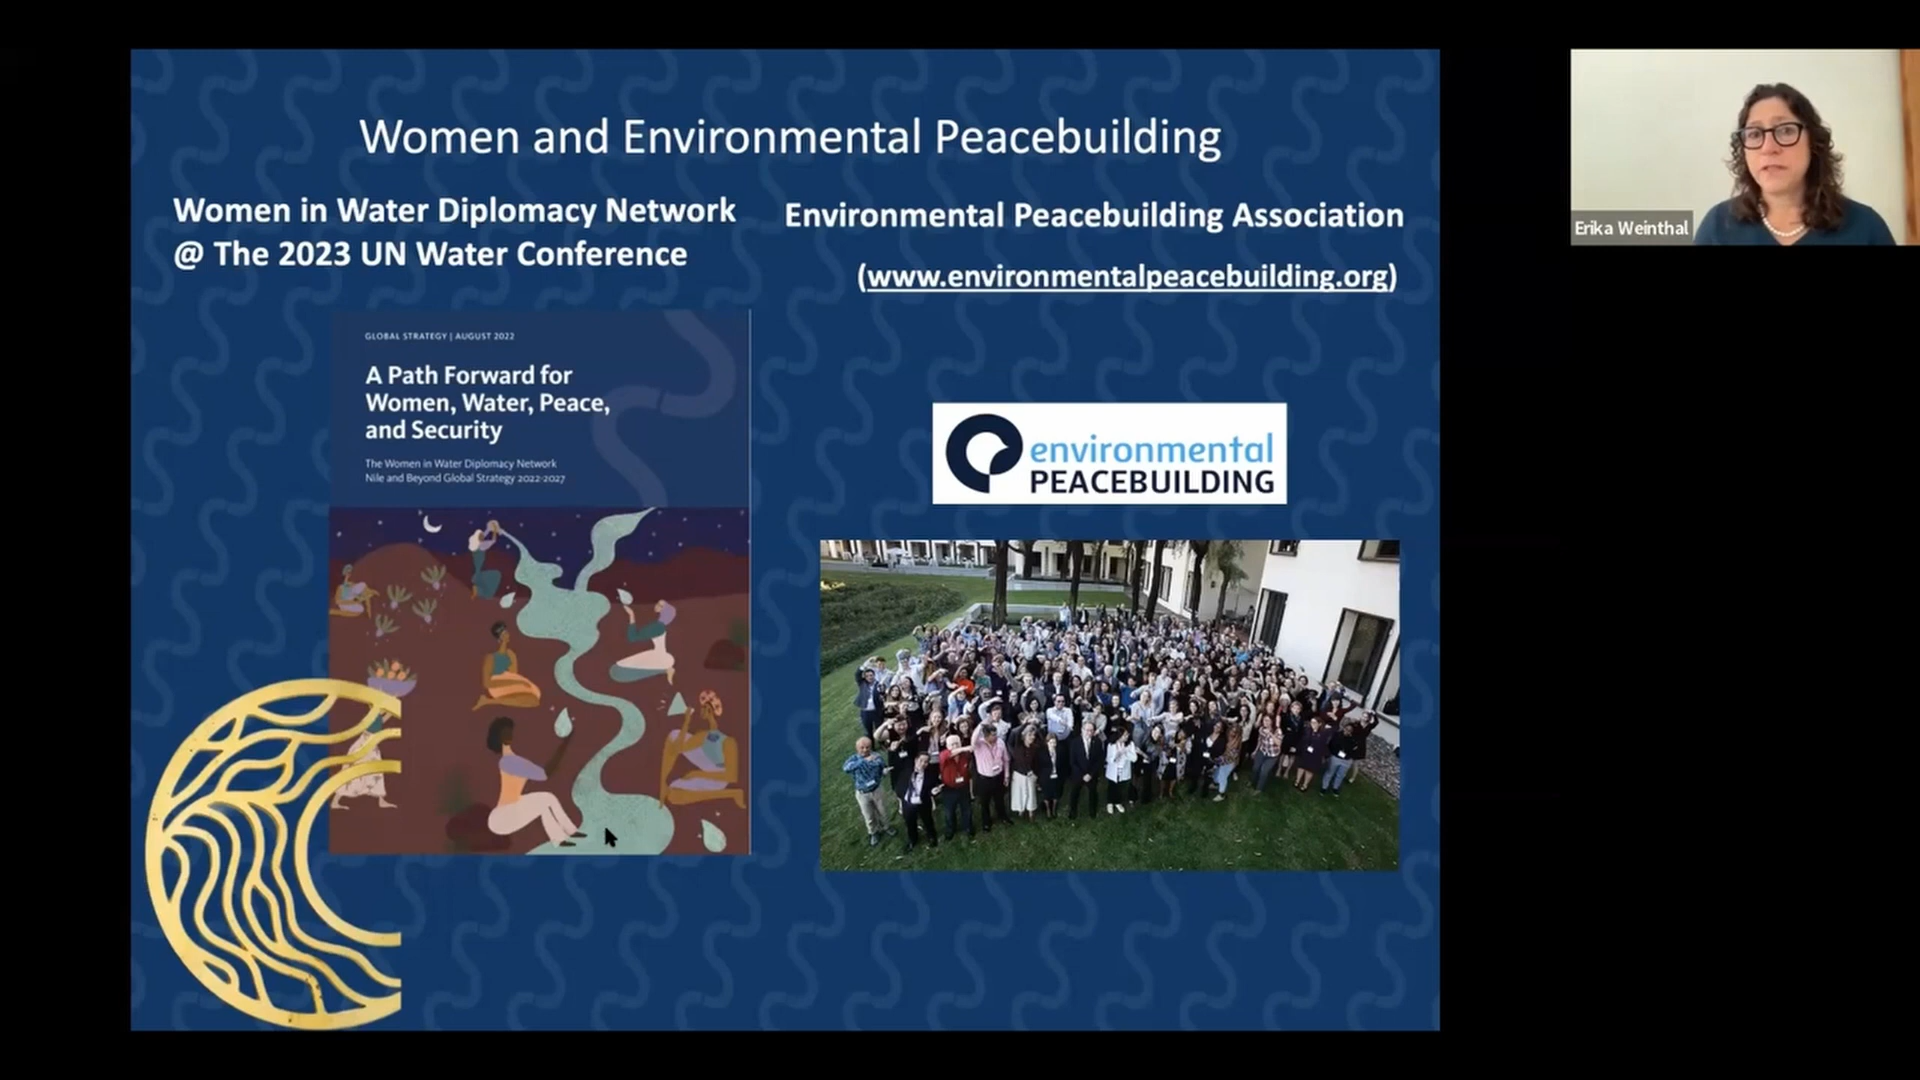 Women and Environmental Peacebuilding
Women in Water Diplomacy Network
@ The 2023 UN Water Conference
Environmental Peacebuilding Association
(www.environmentalpeacebuilding.org)
GLOBAL STRATEGY | AUGUST 2022
A Path Forward for
Women, Water, Peace,
and Security
The Women in Water Diplomacy Network
Nile and Beyond Global Strategy 2022-2027
environmental
PEACEBUILDING
Erika Weinthal